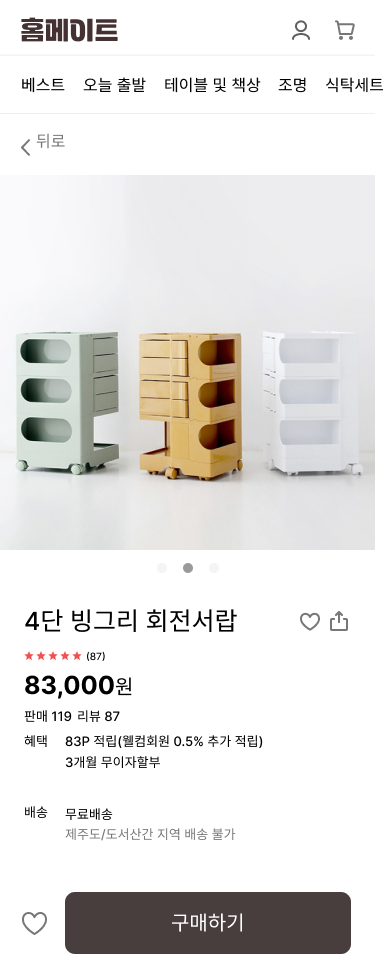 홈메이트
베스트 오늘 출발 테이블 및 책상 조명 식탁세트
뒤로
4단 빙그리 회전서랍
(87)
83,000원
판매 119 리뷰 87
혜택 83P 적립(웰컴회원 0.5% 추가 적립)
3개월 무이자할부
배송 무료배송
제주도/도서산간 지역 배송 불가
구매하기